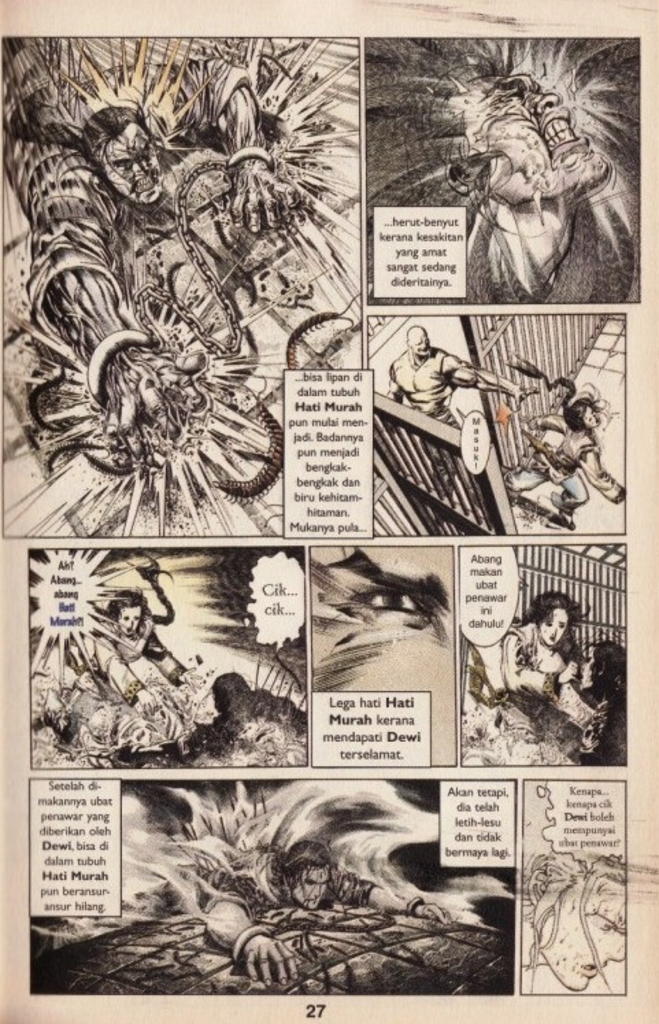 ...bisa lipan di
dalam tubuh
Hati Murah
pun mulai men-
jadi. Badannya
pun menjadi
bengkak-
bengkak dan
biru kehitam-
hitaman.
Mukanya pula...
...herut-benyut
kerana kesakitan
yang amat
sangat sedang
dideritainya.
Masuk!
Ah?
Abang...
abang
Hati
Murah?!
Cik...
cik...
Lega hati Hati
Murah kerana
mendapati Dewi
terselamat.
Abang
makan
ubat
penawar
ini
dahulu!
Setelah di-
makannya ubat
penawar yang
diberikan oleh
Dewi, bisa di
dalam tubuh
Hati Murah
pun beransur-
ansur hilang.
Akan tetapi,
dia telah
letih-lesu
dan tidak
bermaya lagi.
Kenapa...
kenapa cik
Dewi boleh
mempunyai
ubat penawar?
27